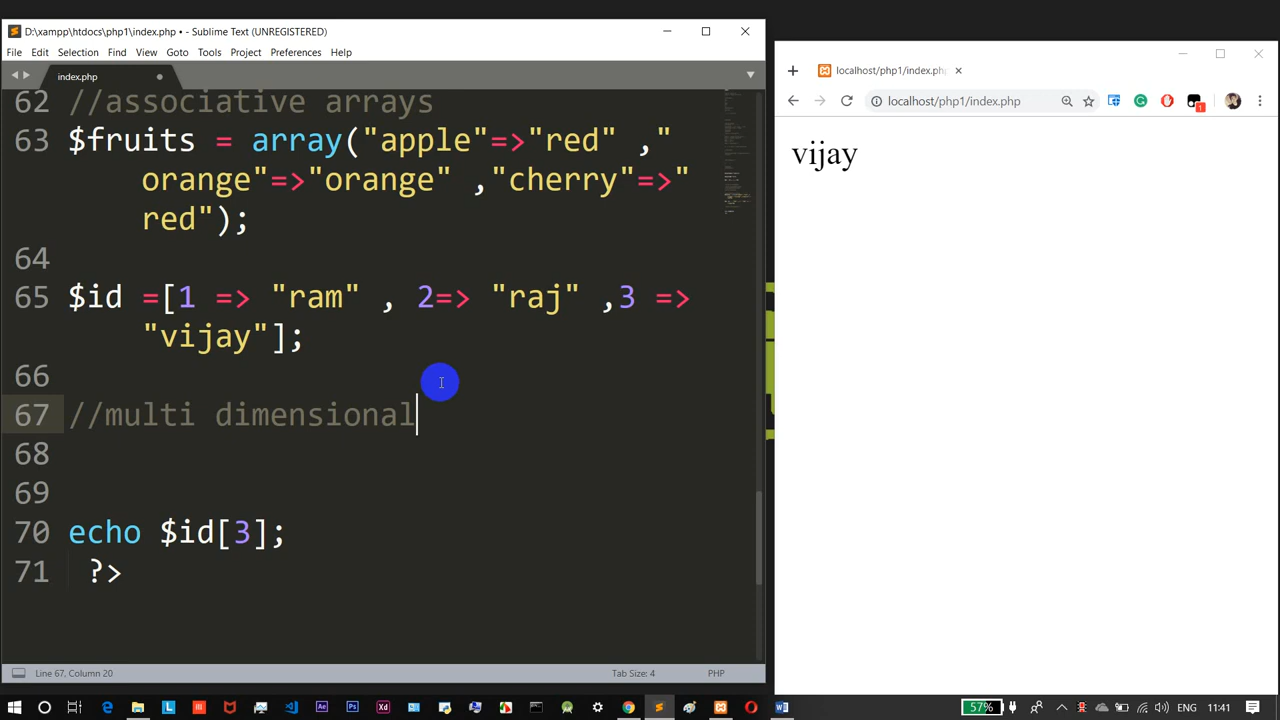 D:\xampp\htdocs\php1\index.php • - Sublime Text (UNREGISTERED)
File Edit Selection Find View Goto Tools Project Preferences Help
index.php
62 //associative arrays
63 $fruits = array("apple"=>"red" ,"
orange"=>"orange" ,"cherry"=>"
red");
64
65 $id =[1 => "ram" , 2=> "raj" ,3 =>
"vijay"];
66
67 //multi dimensional
68
69
70 echo $id[3];
71 ?>
Line 67, Column 20
Tab Size: 4
PHP
localhost/php1/index.ph
localhost/php1/index.php
1
vijay
57%
ENG
11:41